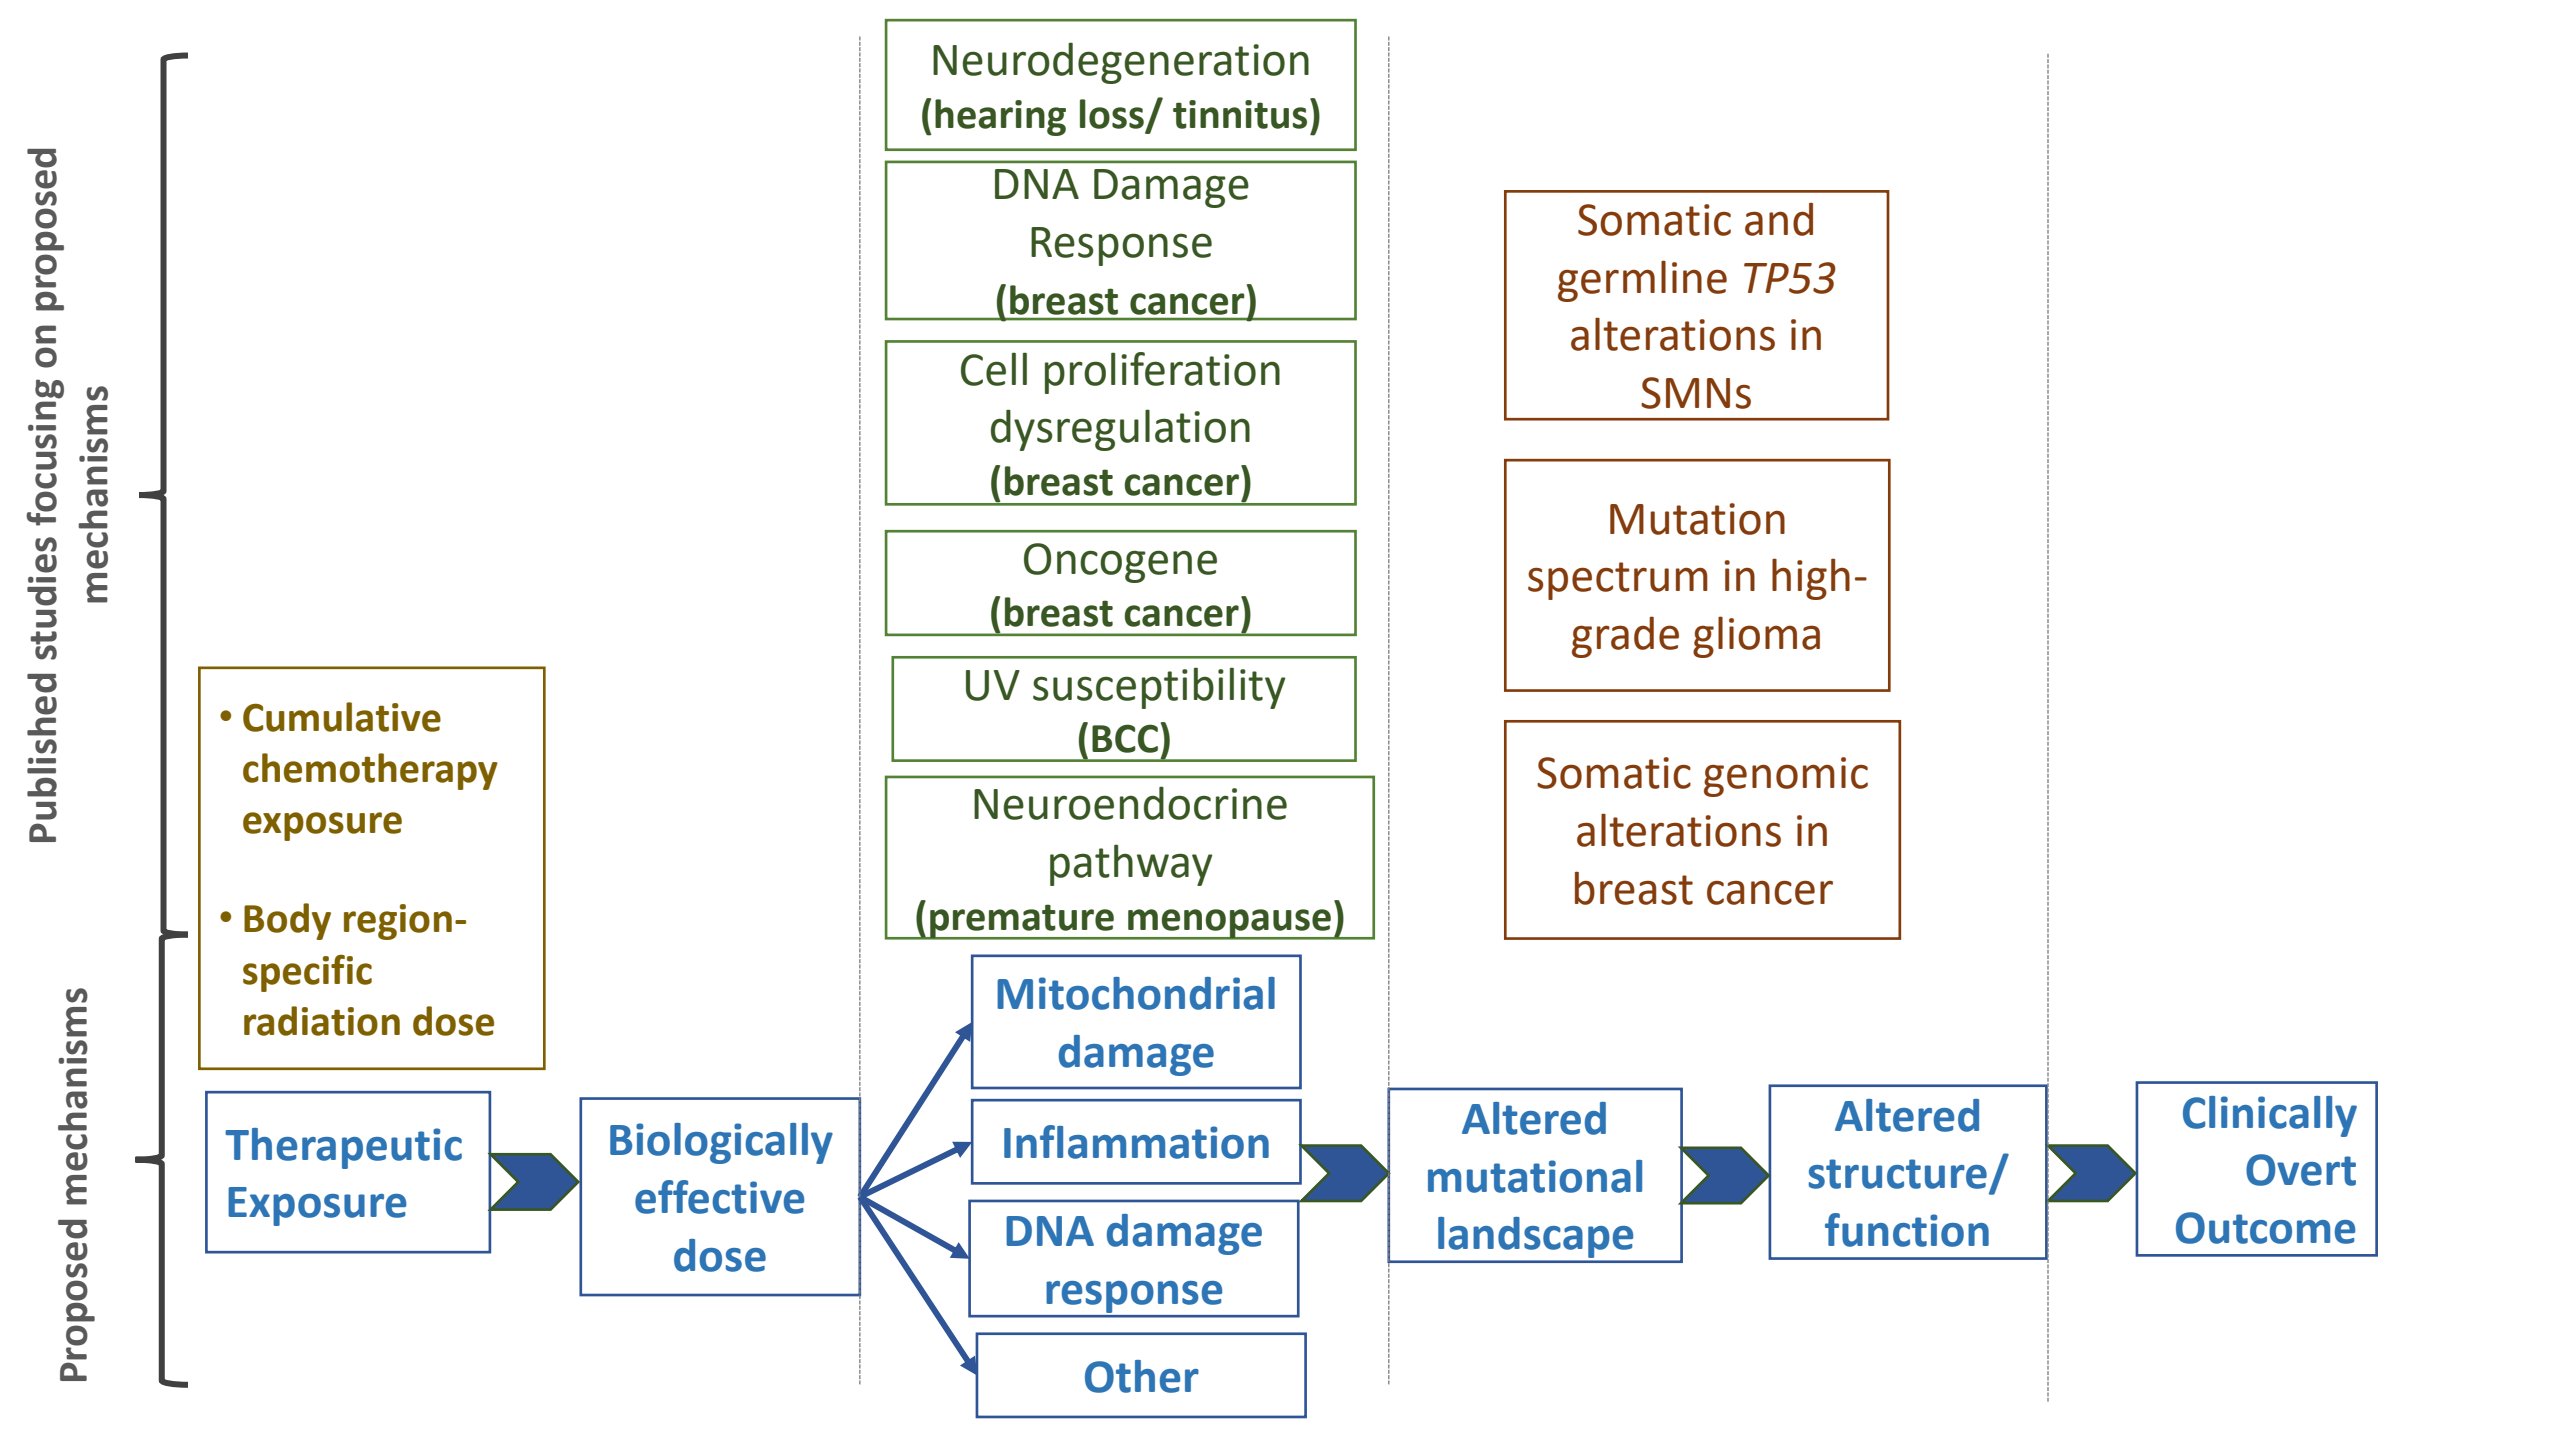 Published studies focusing on proposed
mechanisms
Proposed mechanisms
• Cumulative
chemotherapy
exposure
• Body region-
specific
radiation dose
Therapeutic
Exposure
Biologically
effective
dose
Neurodegeneration
(hearing loss/ tinnitus)
DNA Damage
Response
(breast cancer)
Cell proliferation
dysregulation
(breast cancer)
Oncogene
(breast cancer)
UV susceptibility
(BCC)
Neuroendocrine
pathway
(premature menopause)
Mitochondrial
damage
Inflammation
DNA damage
response
Other
Somatic and
germline TP53
alterations in
SMNs
Mutation
spectrum in high-
grade glioma
Somatic genomic
alterations in
breast cancer
Altered
mutational
landscape
Altered
structure/
function
Clinically
Overt
Outcome